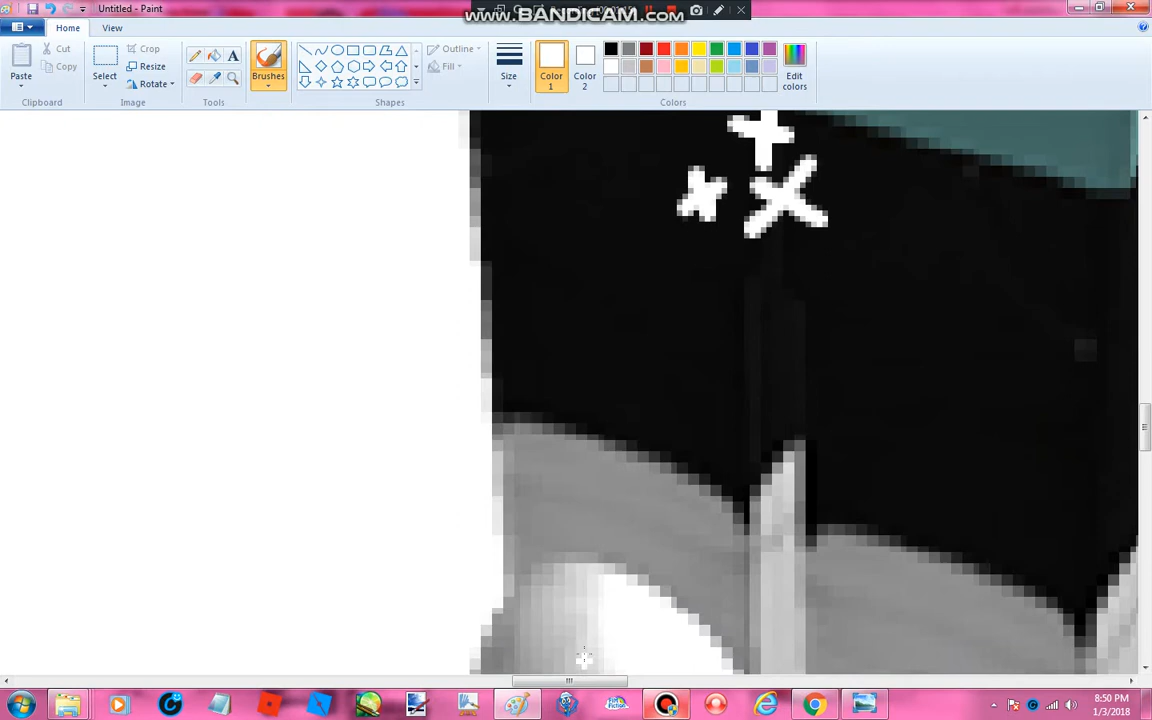 Untitled - Paint
www.BANDICAM.com
Home
View
Paste
Cut
Copy
Clipboard
Select
Crop
Resize
Rotate
Image
A
Tools
Brushes
Outline
Fill
Shapes
Size
Color
1
Color
2
Edit
colors
Colors
8:50 PM
1/3/2018